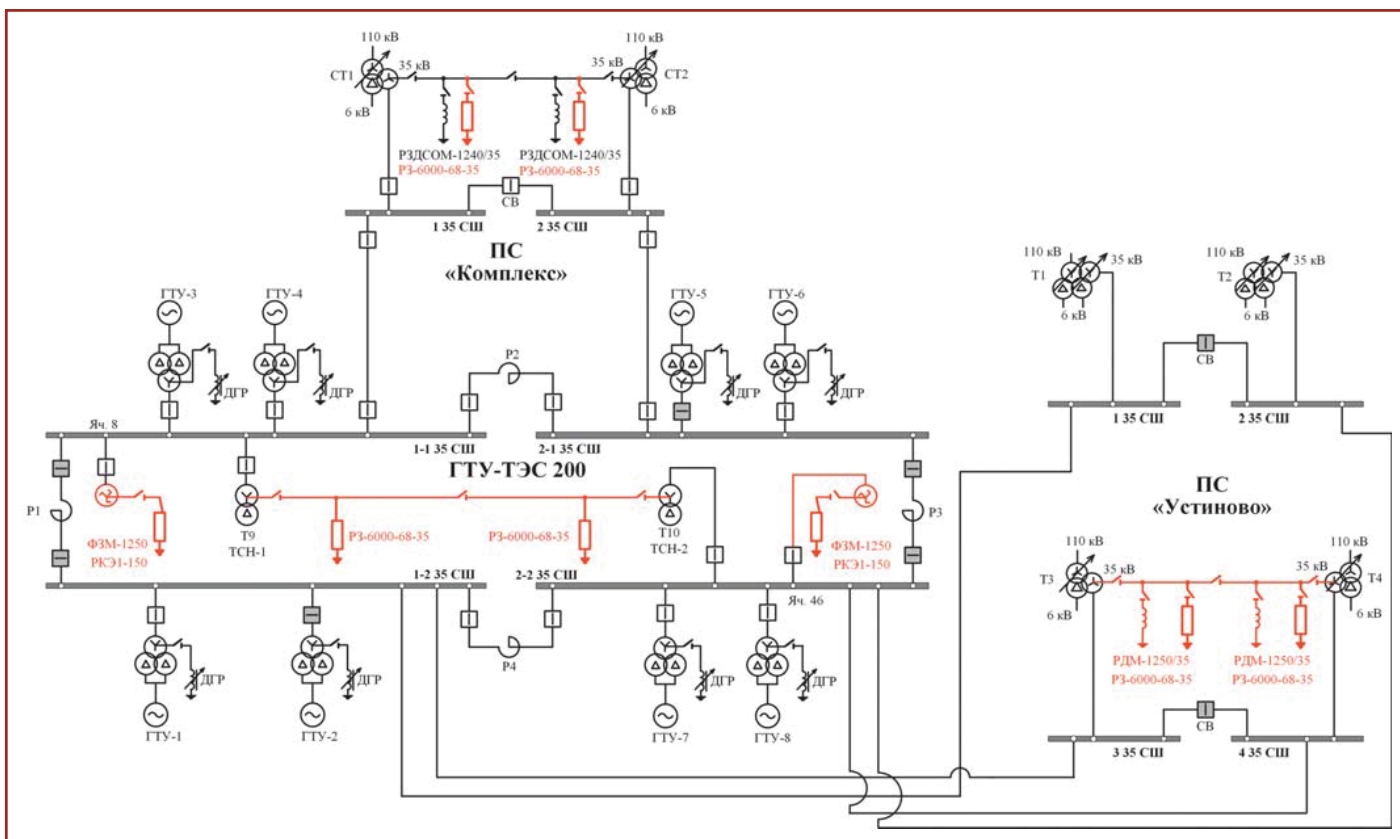 110 кВ
35 кВ
СТ1
6 кВ
110 кВ
35 кВ
СТ2
6 кВ
РЗДСОМ-1240/35
РЗ-6000-68-35
РЗДСОМ-1240/35
РЗ-6000-68-35
СВ
1 35 СШ
2 35 СШ
ПС
«Комплекс»
ГТУ-3
ДГР
ГТУ-4
ДГР
Р2
ГТУ-5
ДГР
ГТУ-6
ДГР
110 кВ
35 кВ
Т1
6 кВ
110 кВ
35 кВ
Т2
6 кВ
СВ
1 35 СШ
2 35 СШ
ПС
«Устиново»
Яч. 8
1-1 35 СШ
2-1 35 СШ
ГТУ-ТЭС 200
Р1
ФЗМ-1250
РКЭ1-150
Т9
ТСН-1
РЗ-6000-68-35
РЗ-6000-68-35
Т10
ТСН-2
ФЗМ-1250
РКЭ1-150
Р3
1-2 35 СШ
2-2 35 СШ
Яч. 46
Р4
ДГР
ГТУ-1
ДГР
ГТУ-2
ДГР
ГТУ-7
ДГР
ГТУ-8
110 кВ
35 кВ
Т3
6 кВ
110 кВ
35 кВ
Т4
6 кВ
РДМ-1250/35
РЗ-6000-68-35
РДМ-1250/35
РЗ-6000-68-35
СВ
3 35 СШ
4 35 СШ